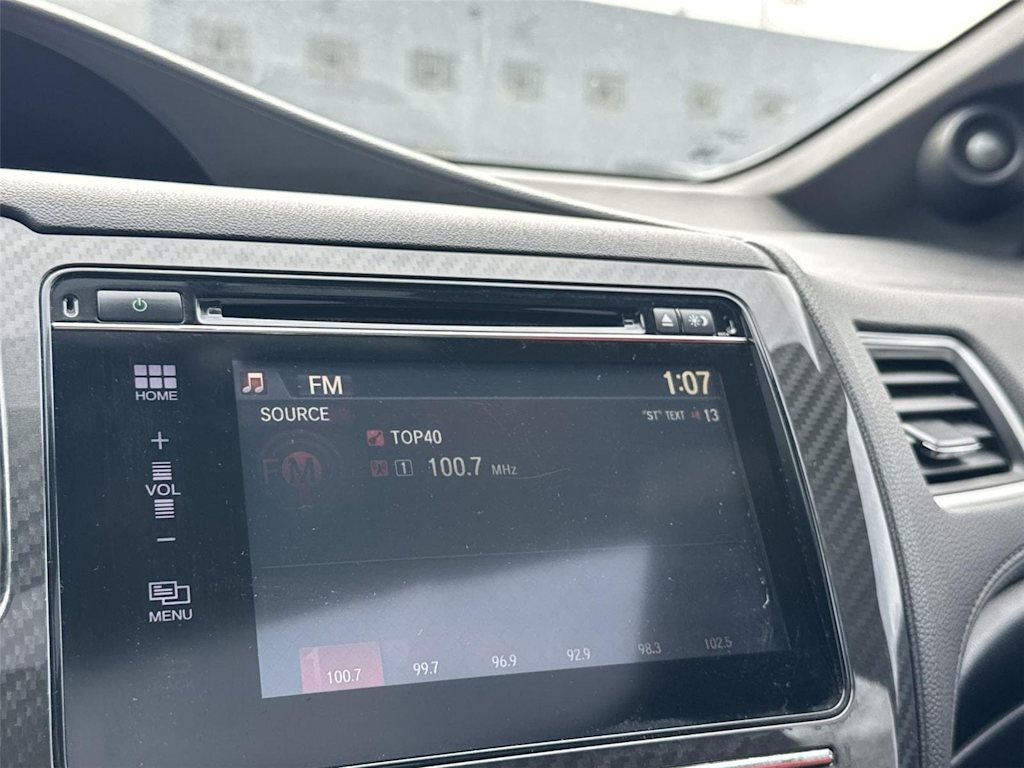 FM 1:07
HOME
SOURCE "ST" TEXT 13
TOP40
1 100.7 MHz
FM
+
VOL
−
MENU
100.7 99.7 96.9 92.9 98.3 102.5